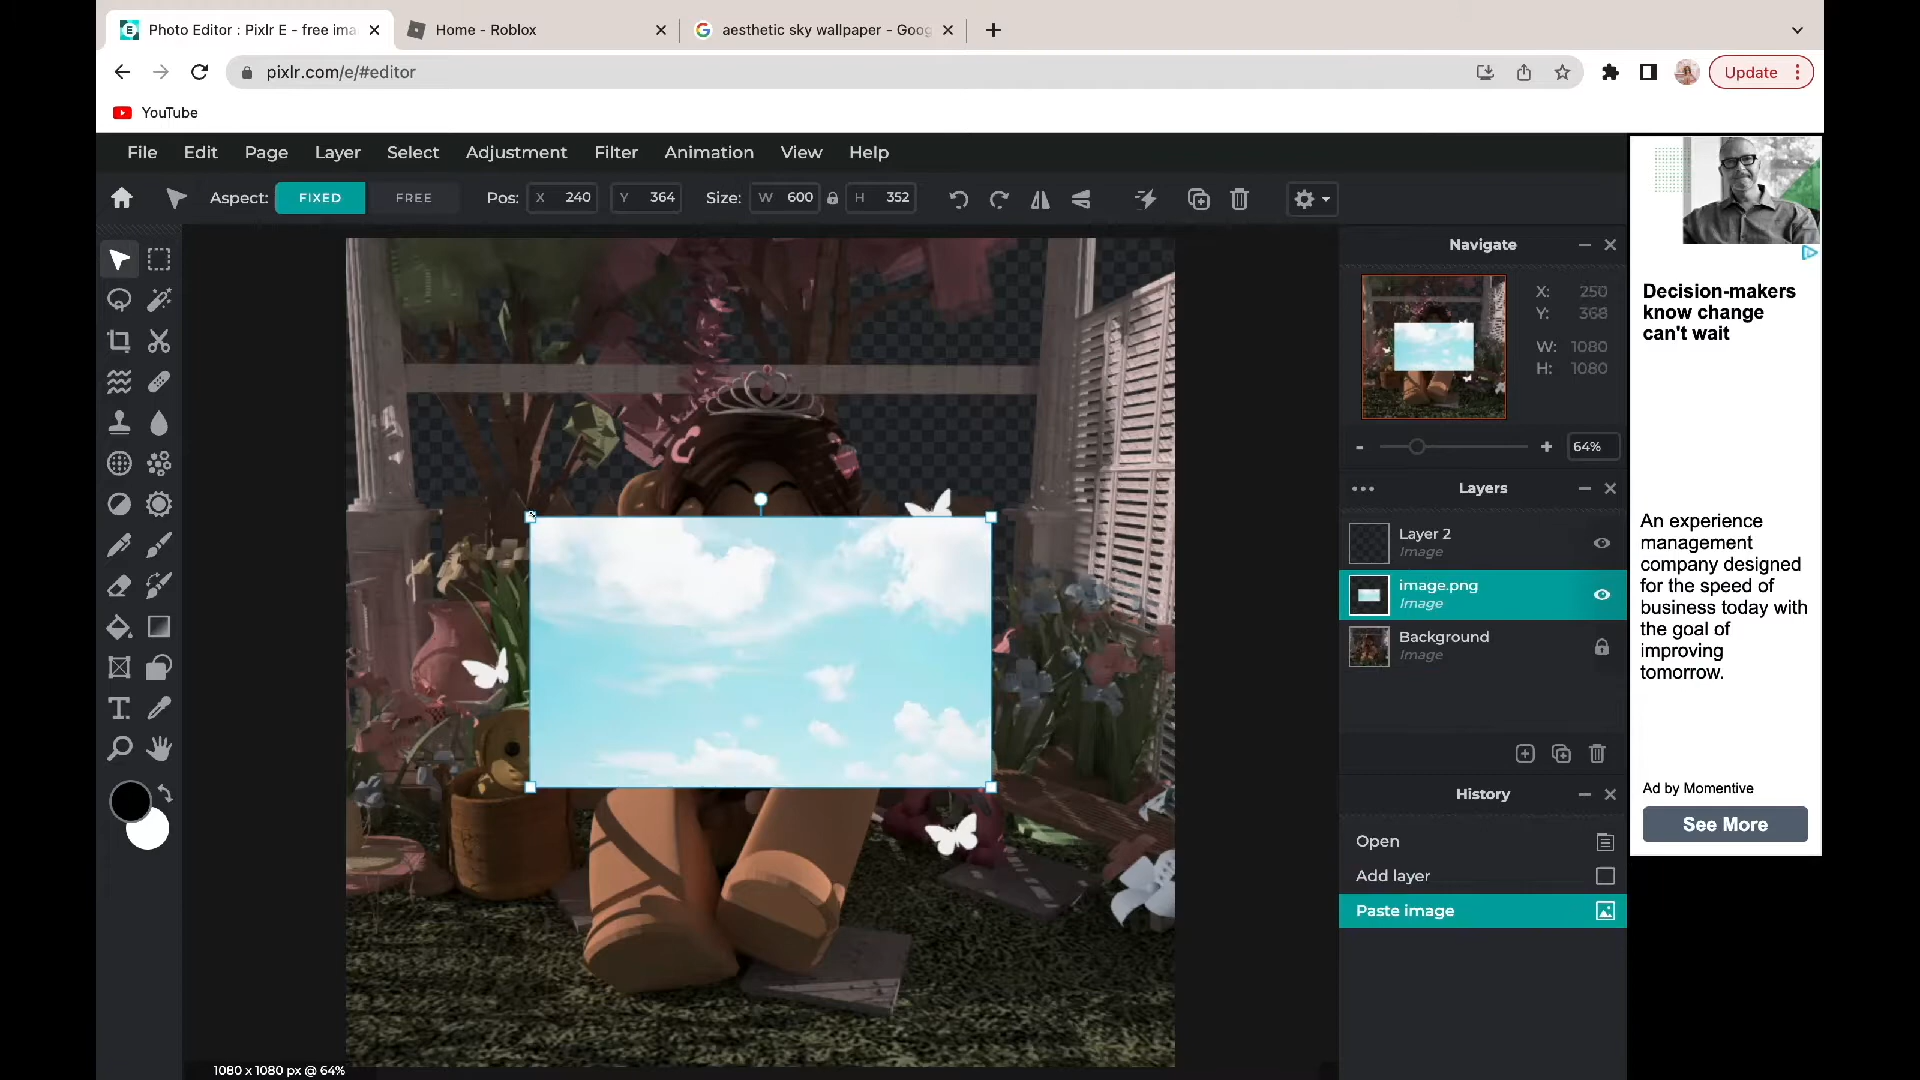 Photo Editor : Pixlr E - free ima
Home - Roblox
aesthetic sky wallpaper - Goog
pixlr.com/e/#editor
Update
YouTube
File Edit Page Layer Select Adjustment Filter Animation View Help
Aspect: FIXED FREE Pos: X 240 Y 364 Size: W 600 H 352
Navigate
X: 250
Y: 368
W: 1080
H: 1080
- + 64%
Layers
Layer 2
Image
image.png
Image
Background
Image
History
Open
Add layer
Paste image
1080 x 1080 px @ 64%
Decision-makers
know change
can't wait
An experience
management
company designed
for the speed of
business today with
the goal of
improving
tomorrow.
Ad by Momentive
See More